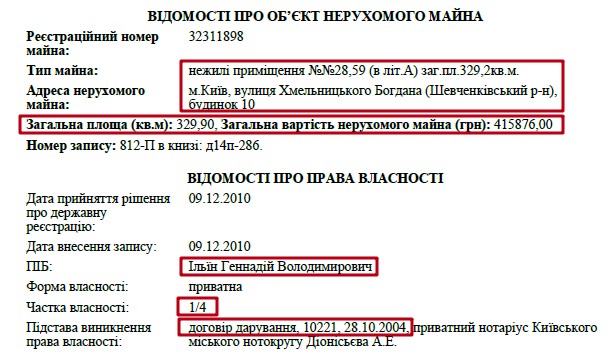 ВІДОМОСТІ ПРО ОБ’ЄКТ НЕРУХОМОГО МАЙНА
Реєстраційний номер майна: 32311898
Тип майна: нежилі приміщення №№28,59 (в літ.А) заг.пл.329,2кв.м.
Адреса нерухомого майна: м.Київ, вулиця Хмельницького Богдана (Шевченківський р-н), будинок 10
Загальна площа (кв.м): 329,90, Загальна вартість нерухомого майна (грн): 415876,00
Номер запису: 812-П в книзі: д14п-286.
ВІДОМОСТІ ПРО ПРАВА ВЛАСНОСТІ
Дата прийняття рішення про державну реєстрацію: 09.12.2010
Дата внесення запису: 09.12.2010
ПІБ: Ільїн Геннадій Володимирович
Форма власності: приватна
Частка власності: 1/4
Підстава виникнення права власності: договір дарування, 10221, 28.10.2004, приватний нотаріус Київського міського нотокругу Діонісьєва А.Е.